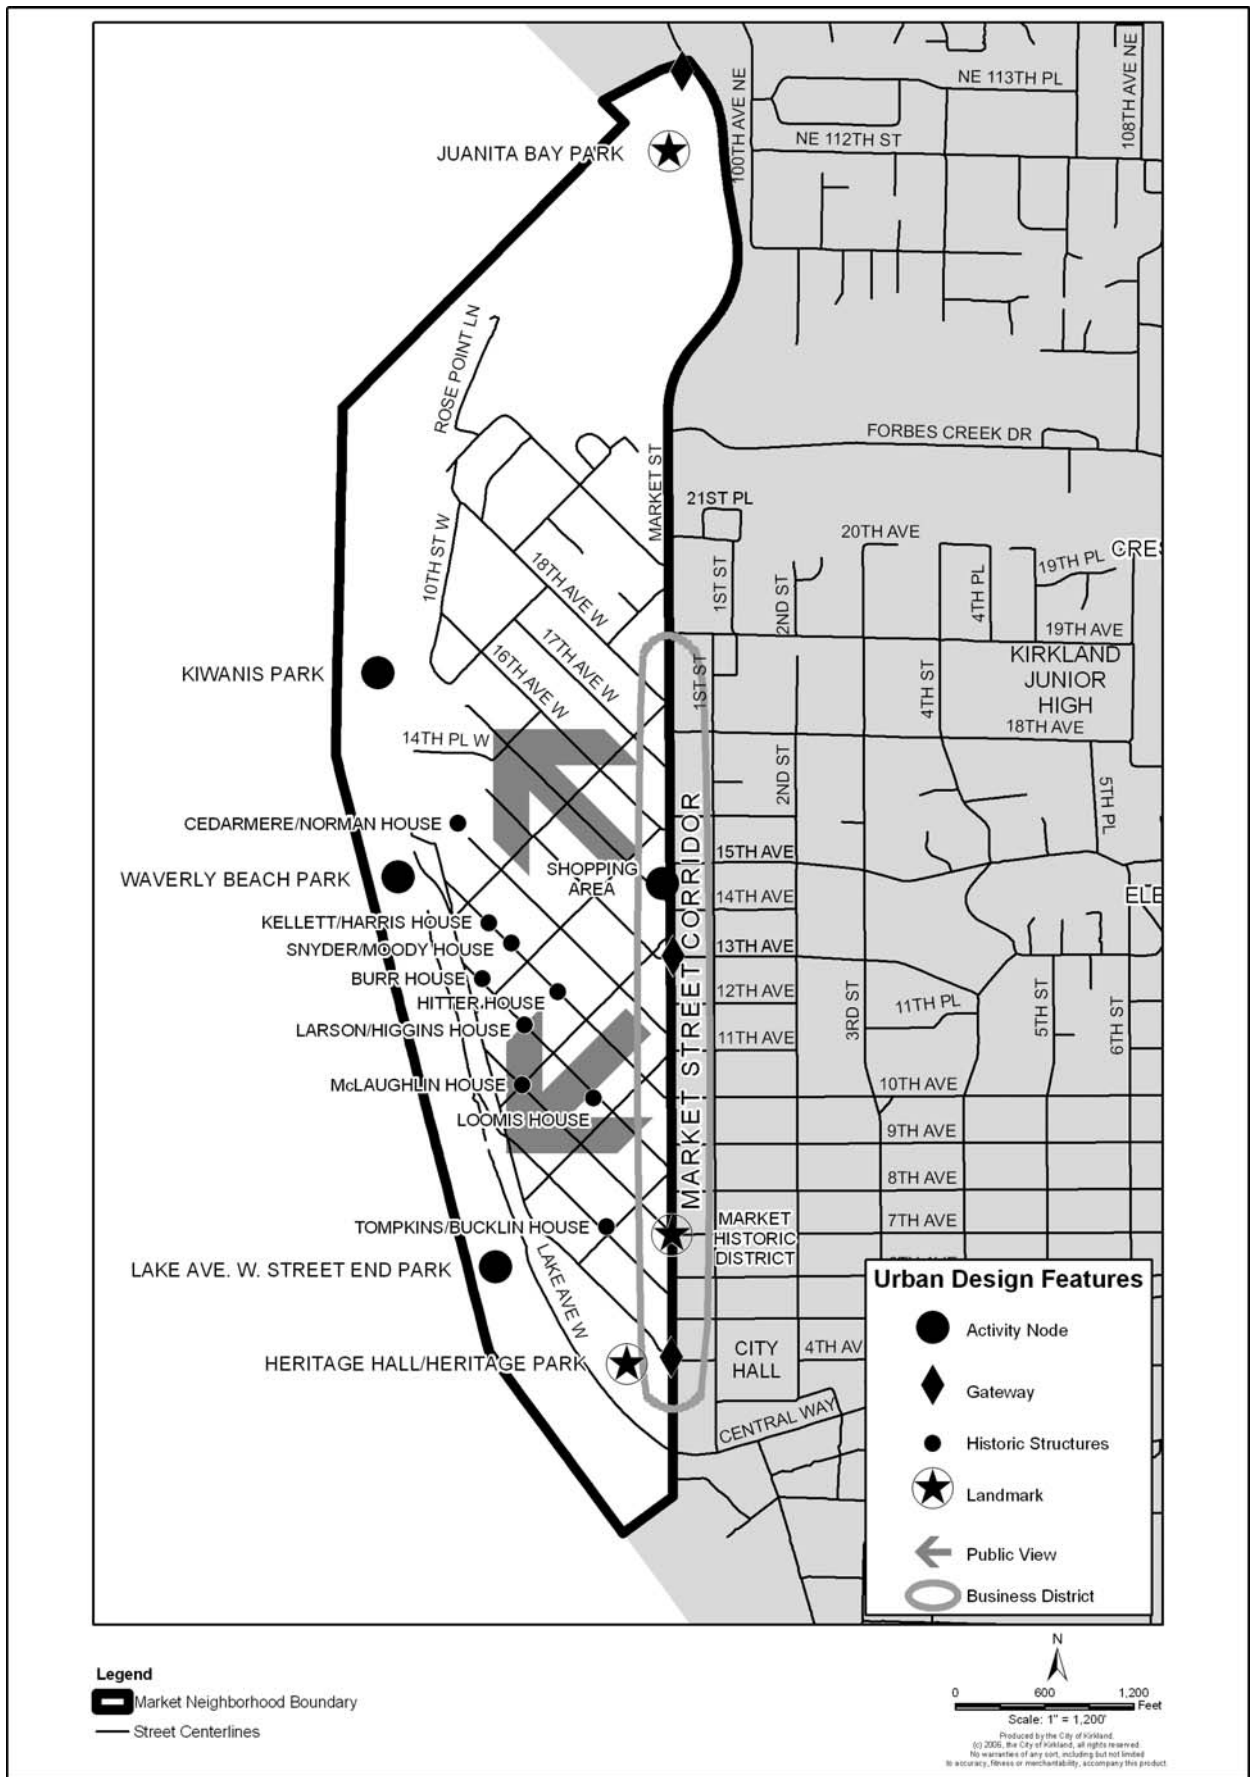 NE 113TH PL
108TH AVE NE
100TH AVE NE
NE 112TH ST
JUANITA BAY PARK
ROSE POINT LN
FORBES CREEK DR
MARKET ST
21ST PL
20TH AVE
CRES
19TH PL
10TH ST W
18TH AVE W
1ST ST
2ND ST
4TH PL
19TH AVE
17TH AVE W
16TH AVE W
KIRKLAND
JUNIOR
HIGH
KIWANIS PARK
1ST ST
4TH ST
18TH AVE
14TH PL W
2ND ST
5TH PL
CEDARMERE/NORMAN HOUSE
MARKET STREET CORRIDOR
15TH AVE
SHOPPING
AREA
WAVERLY BEACH PARK
14TH AVE
ELE
KELLETT/HARRIS HOUSE
SNYDER/MOODY HOUSE
13TH AVE
BURR HOUSE
12TH AVE
HITTER HOUSE
3RD ST
11TH PL
5TH ST
6TH ST
LARSON/HIGGINS HOUSE
11TH AVE
McLAUGHLIN HOUSE
10TH AVE
LOOMIS HOUSE
9TH AVE
8TH AVE
TOMPKINS/BUCKLIN HOUSE
MARKET
HISTORIC
DISTRICT
7TH AVE
LAKE AVE. W. STREET END PARK
LAKE AVE W
HERITAGE HALL/HERITAGE PARK
CITY
HALL
4TH AV
CENTRAL WAY
Urban Design Features
Activity Node
Gateway
Historic Structures
Landmark
Public View
Business District
Legend
Market Neighborhood Boundary
Street Centerlines
N
0 600 1,200
Feet
Scale: 1" = 1,200'
Produced by the City of Kirkland.
(c) 2006, the City of Kirkland, all rights reserved.
No warranties of any sort, including but not limited
to accuracy, fitness or merchantability, accompany this product.